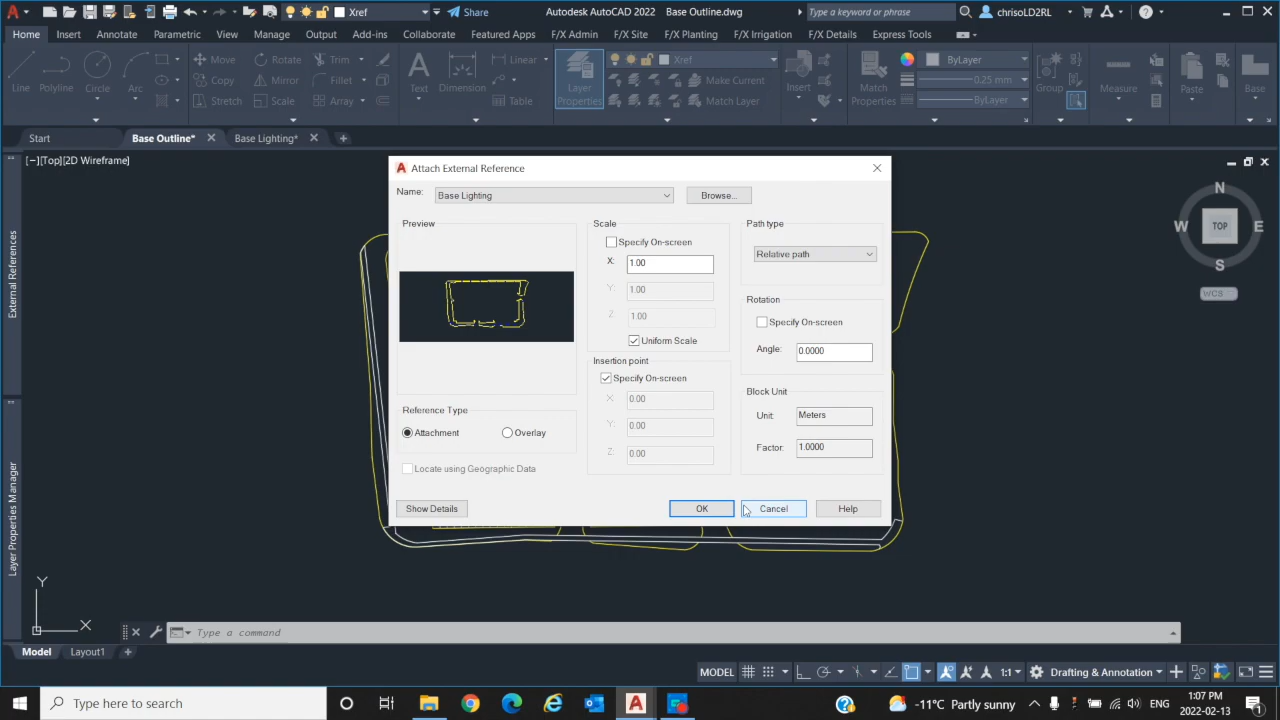 Xref
Share
Autodesk AutoCAD 2022 Base Outline.dwg
Type a keyword or phrase
chrisoLD2RL
Home Insert Annotate Parametric View Manage Output Add-ins Collaborate Featured Apps F/X Admin F/X Site F/X Planting F/X Irrigation F/X Details Express Tools
Line Polyline Circle Arc
Move Rotate Trim
Copy Mirror Fillet
Stretch Scale Array
Text Dimension
Linear
Table
Layer
Properties
Xref
Make Current
Match Layer
Insert
Match
Properties
ByLayer
0.25 mm
ByLayer
Group
Measure
Paste
Base
Start Base Outline* Base Lighting*
[−][Top][2D Wireframe]
External References
Layer Properties Manager
N
W TOP E
S
WCS
Attach External Reference
Name: Base Lighting Browse...
Preview
Scale
Specify On-screen
X: 1.00
Y: 1.00
Z: 1.00
Uniform Scale
Path type
Relative path
Rotation
Specify On-screen
Angle: 0.0000
Insertion point
Specify On-screen
X 0.00
Y: 0.00
Z: 0.00
Block Unit
Unit: Meters
Factor: 1.0000
Reference Type
Attachment Overlay
Locate using Geographic Data
Show Details OK Cancel Help
Y
X
Type a command
Model Layout1
MODEL 1:1 Drafting & Annotation
Type here to search
-11°C Partly sunny
ENG
1:07 PM
2022-02-13
1